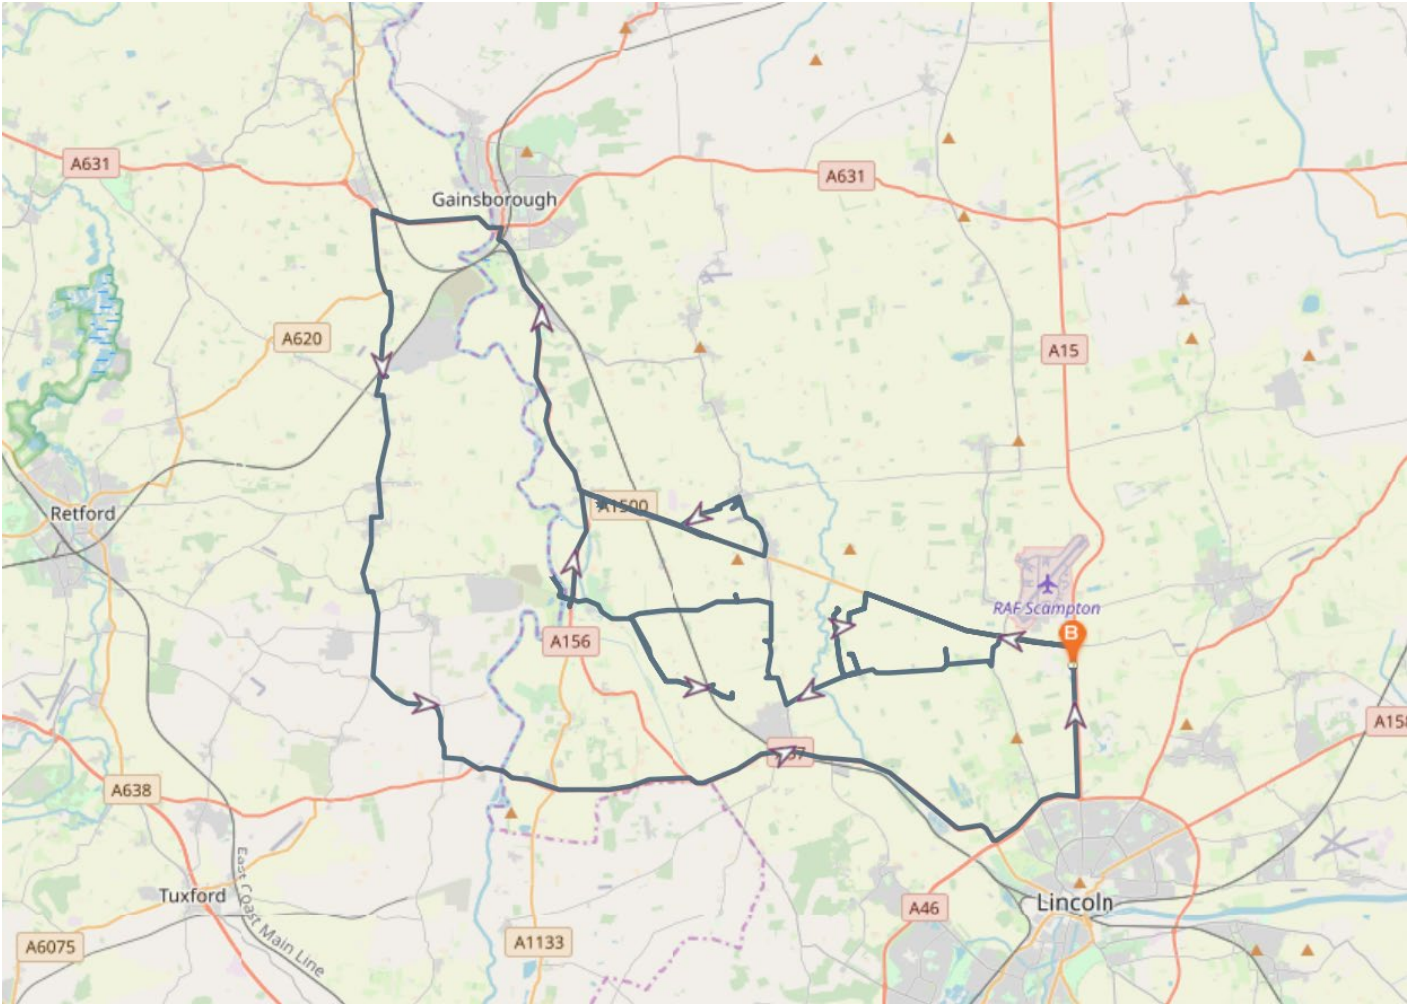 A631
Gainsborough
A631
A620
A15
Retford
A1500
RAF Scampton
B
A156
A638
East Coast Main Line
Tuxford
A158
A46
Lincoln
A6075
A1133